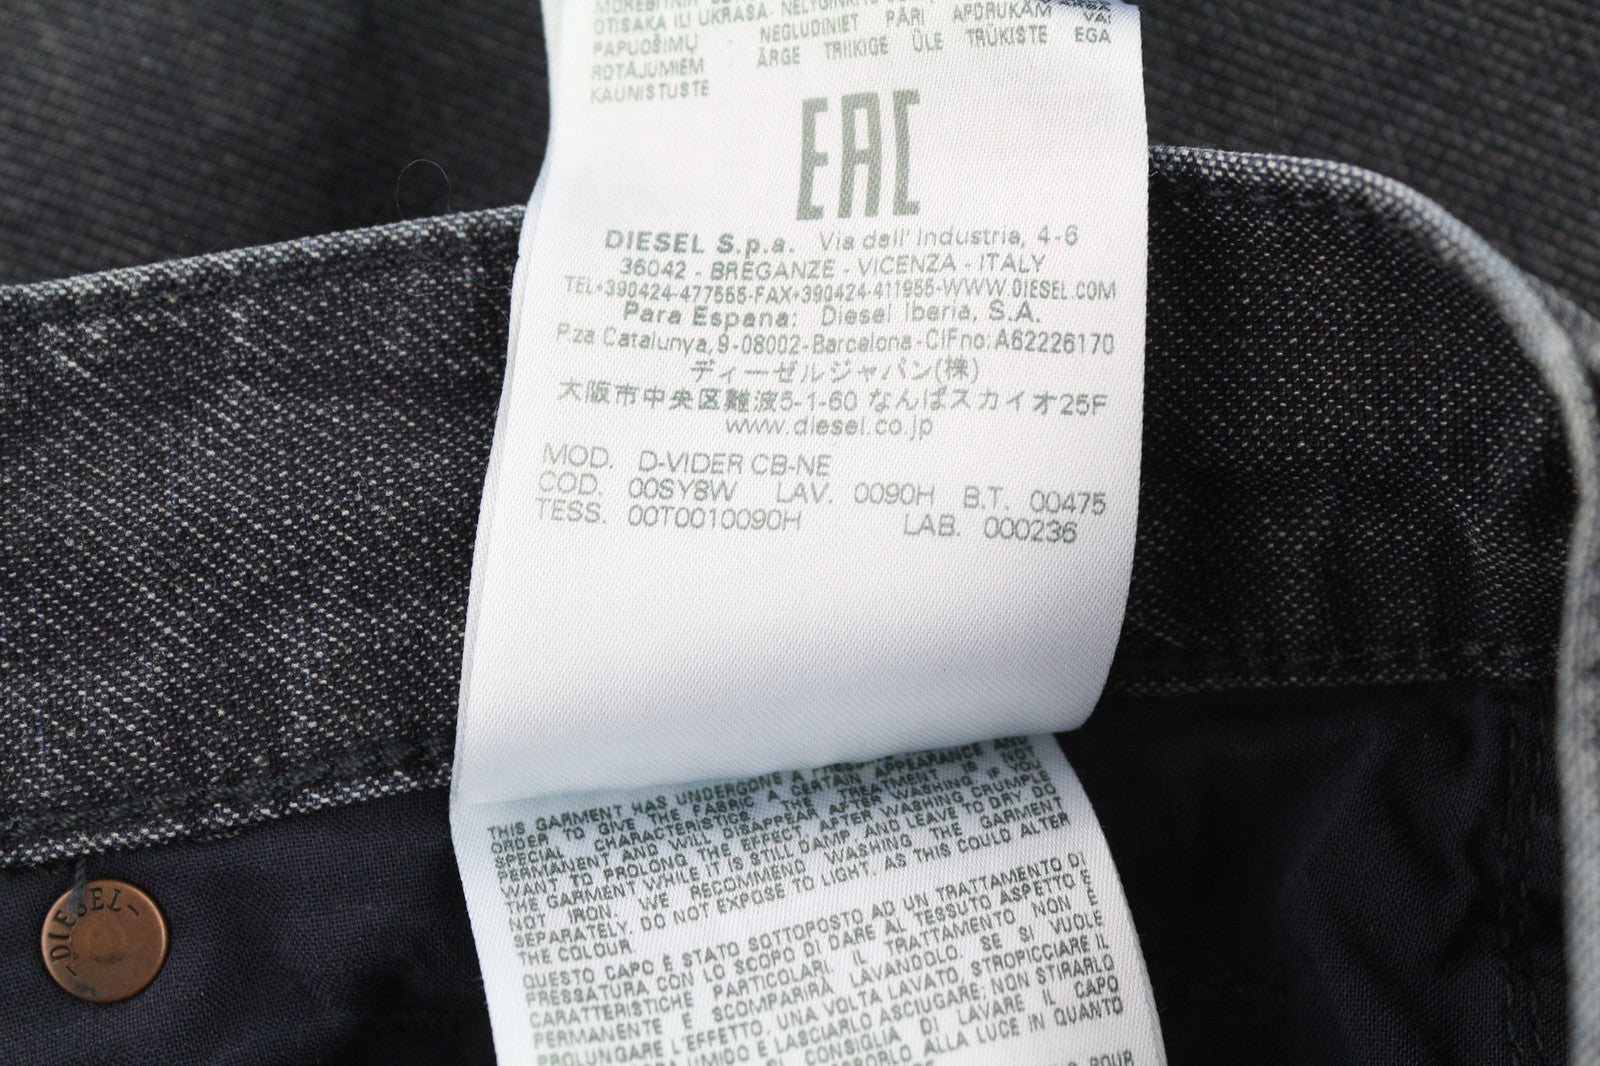 OTISAKA ILI UKRASA - NELYGINKITE
PAPUOŠIMŲ - NEGLUDINIET PĀRI APDRUKĀM VAI
ROTĀJUMIEM - ÄRGE TRIIKIGE ÜLE TRÜKISTE EGA
KAUNISTUSTE
EAC
DIESEL S.p.a. Via dell' Industria, 4-6
36042 - BREGANZE - VICENZA - ITALY
TEL+390424-477555-FAX+390424-411955-WWW.DIESEL.COM
Para Espana: Diesel Iberia, S.A.
P.za Catalunya, 9-08002-Barcelona-CIFno:A62226170
ディーゼルジャパン(株)
大阪市中央区難波5-1-60 なんばスカイオ25F
www.diesel.co.jp
MOD. D-VIDER CB-NE
COD. 00SY8W LAV. 0090H B.T. 00475
TESS. 00T0010090H LAB. 000236
THIS GARMENT HAS UNDERGONE A
ORDER TO GIVE THE FABRIC A CERTAIN APPEARANCE AND
SPECIAL CHARACTERISTICS. THE TREATMENT IS NOT
PERMANENT AND WILL DISAPPEAR AFTER WASHING. IF YOU
WANT TO PROLONG THE EFFECT, AFTER WASHING CRUMPLE
THE GARMENT WHILE IT IS STILL DAMP AND LEAVE TO DRY. DO
NOT IRON. WE RECOMMEND WASHING THE GARMENT
SEPARATELY. DO NOT EXPOSE TO LIGHT, AS THIS COULD ALTER
THE COLOUR
QUESTO CAPO È STATO SOTTOPOSTO AD UN TRATTAMENTO DI
PRESSATURA CON LO SCOPO DI DARE AL TESSUTO ASPETTO E
CARATTERISTICHE PARTICOLARI. IL TRATTAMENTO NON È
PERMANENTE E SCOMPARIRÀ LAVANDOLO. SE SI VUOLE
PROLUNGARE L'EFFETTO, UNA VOLTA LAVATO, STROPICCIARE IL
UMIDO E LASCIARLO ASCIUGARE; NON STIRARLO
SI CONSIGLIA DI LAVARE IL CAPO
ALLA LUCE IN QUANTO
POUR
-DIESEL-